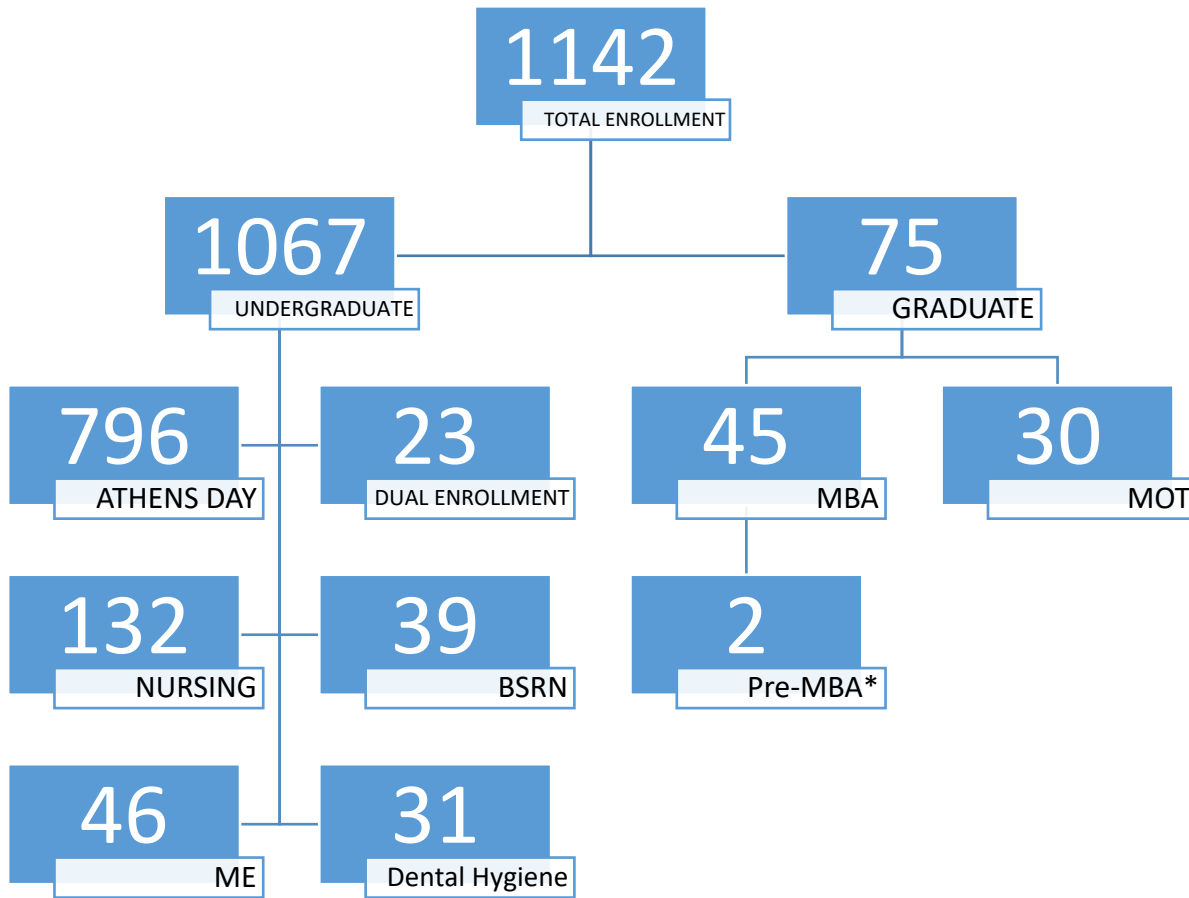 1142
TOTAL ENROLLMENT
1067
UNDERGRADUATE
75
GRADUATE
796
ATHENS DAY
23
DUAL ENROLLMENT
45
MBA
30
MOT
132
NURSING
39
BSRN
2
Pre-MBA*
46
ME
31
Dental Hygiene